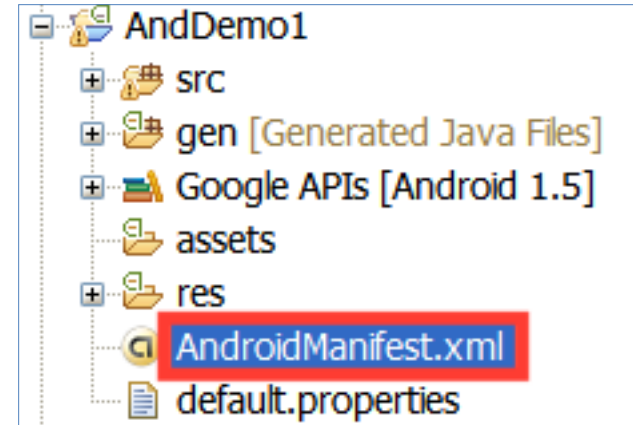 AndDemo1
src
gen [Generated Java Files]
Google APIs [Android 1.5]
assets
res
AndroidManifest.xml
default.properties